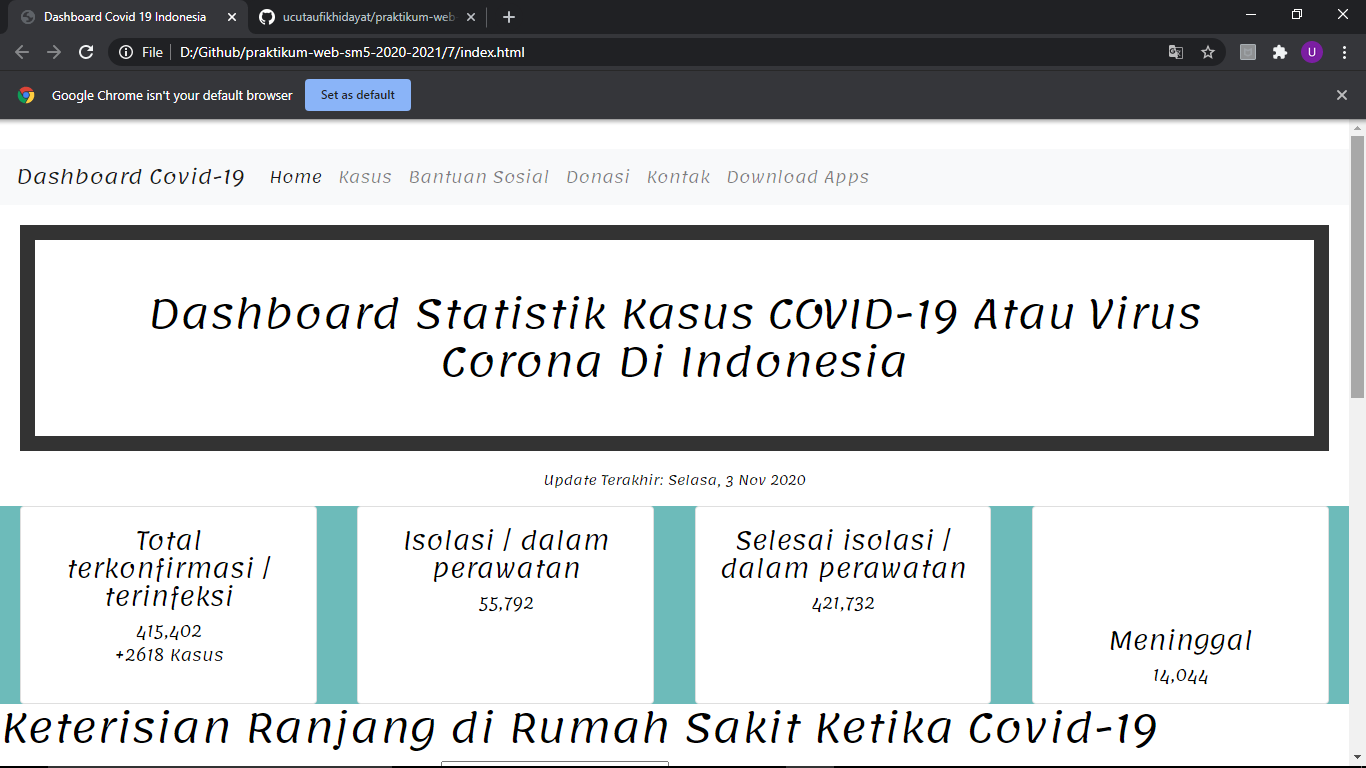 Dashboard Covid 19 Indonesia
ucutaufikhidayat/praktikum-web-
File
D:/Github/praktikum-web-sm5-2020-2021/7/index.html
U
Google Chrome isn't your default browser
Set as default
Dashboard Covid-19 Home Kasus Bantuan Sosial Donasi Kontak Download Apps
Dashboard Statistik Kasus COVID-19 Atau Virus
Corona Di Indonesia
Update Terakhir: Selasa, 3 Nov 2020
Total
terkonfirmasi /
terinfeksi
415,402
+2618 Kasus
Isolasi / dalam
perawatan
55,792
Selesai isolasi /
dalam perawatan
421,732
Meninggal
14,044
Keterisian Ranjang di Rumah Sakit Ketika Covid-19